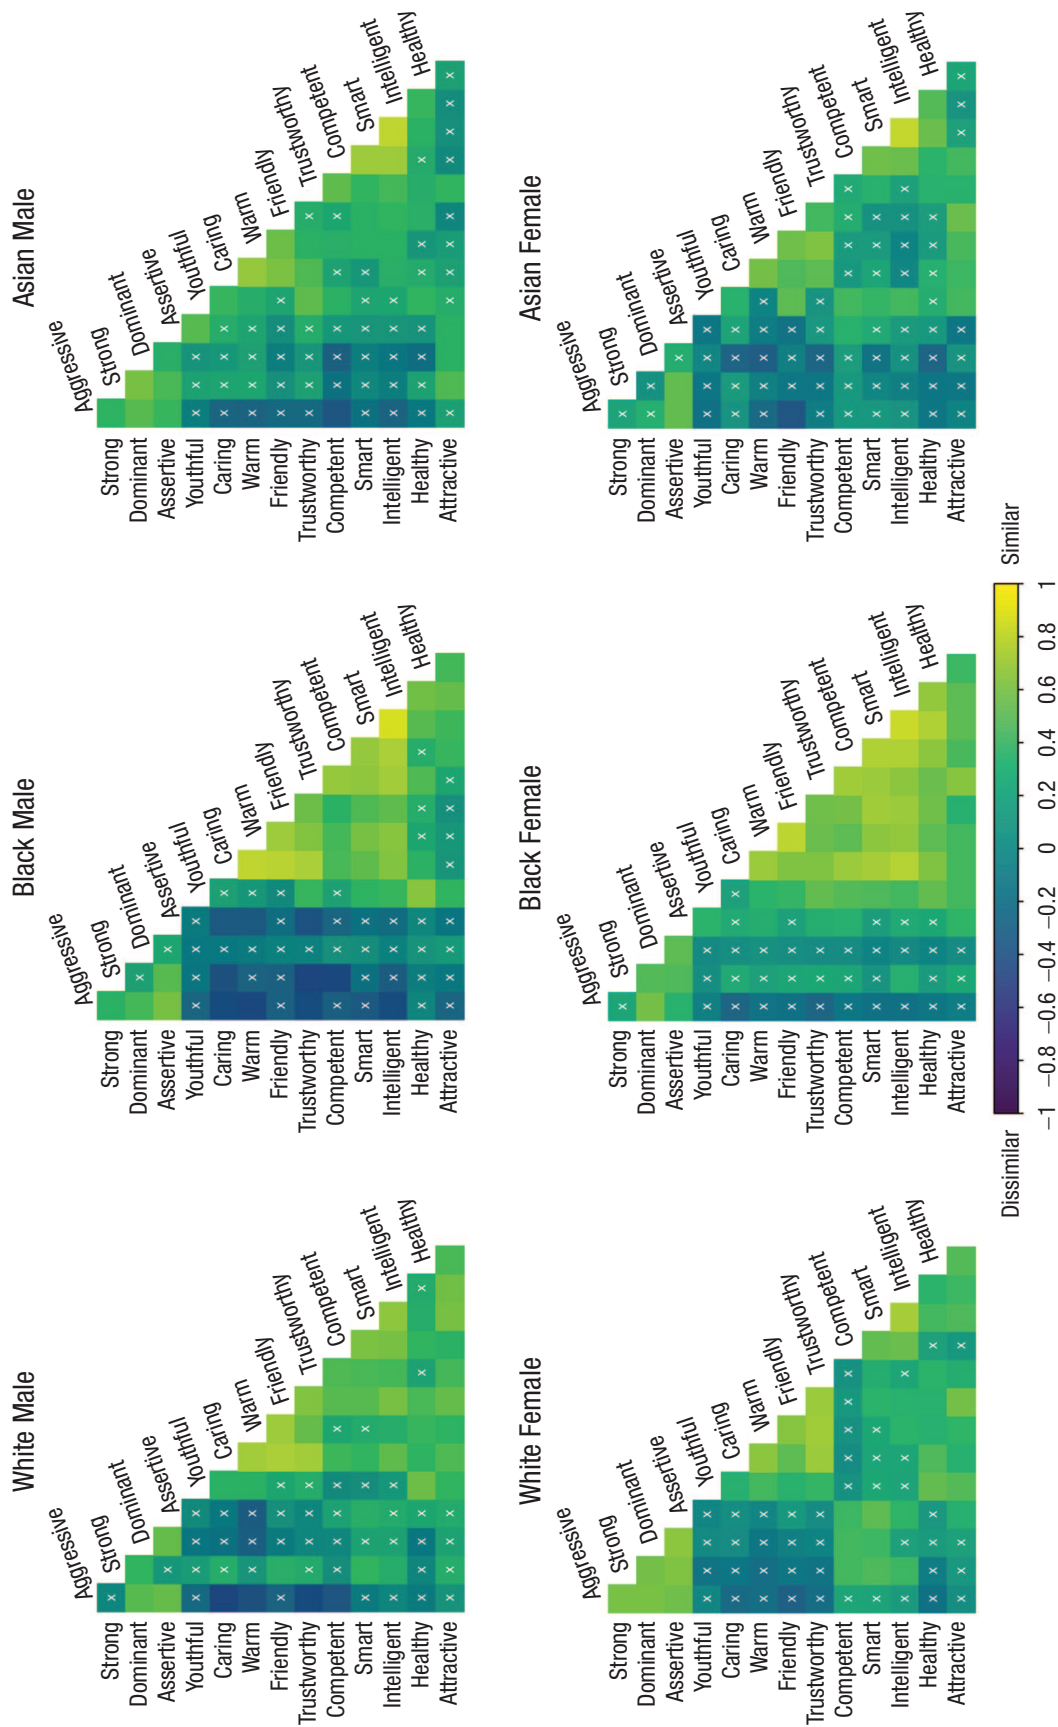 White Male
Aggressive
Strong
Dominant
Assertive
Youthful
Caring
Warm
Friendly
Trustworthy
Competent
Smart
Intelligent
Healthy
Strong
Dominant
Assertive
Youthful
Caring
Warm
Friendly
Trustworthy
Competent
Smart
Intelligent
Healthy
Attractive
Black Male
Aggressive
Strong
Dominant
Assertive
Youthful
Caring
Warm
Friendly
Trustworthy
Competent
Smart
Intelligent
Healthy
Strong
Dominant
Assertive
Youthful
Caring
Warm
Friendly
Trustworthy
Competent
Smart
Intelligent
Healthy
Attractive
Asian Male
Aggressive
Strong
Dominant
Assertive
Youthful
Caring
Warm
Friendly
Trustworthy
Competent
Smart
Intelligent
Healthy
Strong
Dominant
Assertive
Youthful
Caring
Warm
Friendly
Trustworthy
Competent
Smart
Intelligent
Healthy
Attractive
White Female
Aggressive
Strong
Dominant
Assertive
Youthful
Caring
Warm
Friendly
Trustworthy
Competent
Smart
Intelligent
Healthy
Strong
Dominant
Assertive
Youthful
Caring
Warm
Friendly
Trustworthy
Competent
Smart
Intelligent
Healthy
Attractive
Black Female
Aggressive
Strong
Dominant
Assertive
Youthful
Caring
Warm
Friendly
Trustworthy
Competent
Smart
Intelligent
Healthy
Strong
Dominant
Assertive
Youthful
Caring
Warm
Friendly
Trustworthy
Competent
Smart
Intelligent
Healthy
Attractive
Asian Female
Aggressive
Strong
Dominant
Assertive
Youthful
Caring
Warm
Friendly
Trustworthy
Competent
Smart
Intelligent
Healthy
Strong
Dominant
Assertive
Youthful
Caring
Warm
Friendly
Trustworthy
Competent
Smart
Intelligent
Healthy
Attractive
Dissimilar Similar
−1 −0.8 −0.6 −0.4 −0.2 0 0.2 0.4 0.6 0.8 1